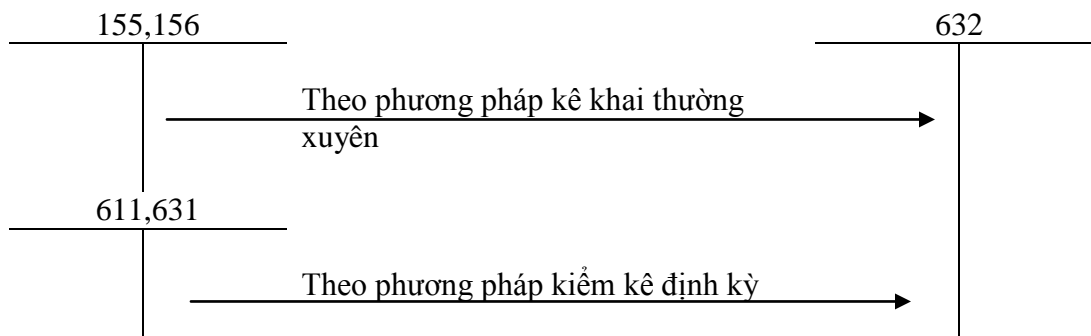 155,156
632
Theo phương pháp kê khai thường
xuyên
611,631
Theo phương pháp kiểm kê định kỳ